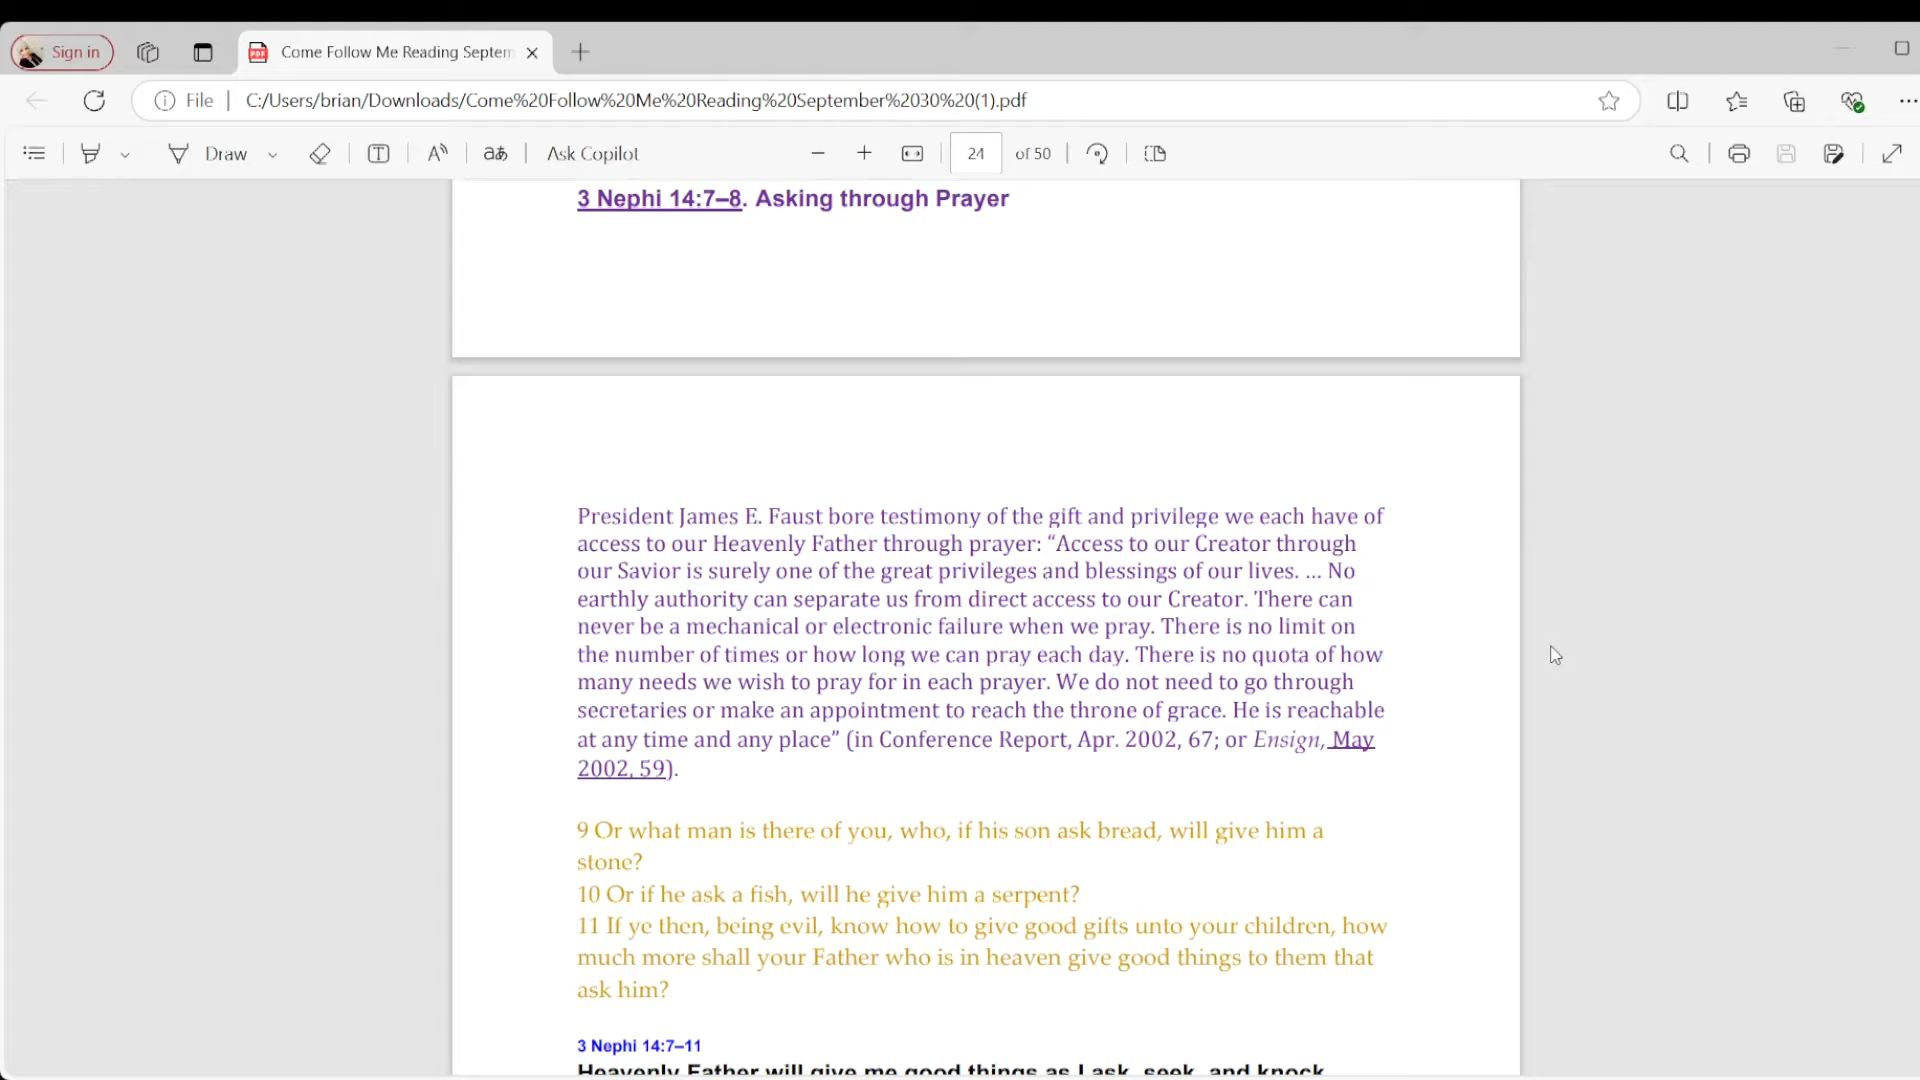 Sign in
Come Follow Me Reading Septem
File
C:/Users/brian/Downloads/Come%20Follow%20Me%20Reading%20September%2030%20(1).pdf
Draw
Ask Copilot
24
of 50
3 Nephi 14:7–8. Asking through Prayer
President James E. Faust bore testimony of the gift and privilege we each have of
access to our Heavenly Father through prayer: “Access to our Creator through
our Savior is surely one of the great privileges and blessings of our lives. … No
earthly authority can separate us from direct access to our Creator. There can
never be a mechanical or electronic failure when we pray. There is no limit on
the number of times or how long we can pray each day. There is no quota of how
many needs we wish to pray for in each prayer. We do not need to go through
secretaries or make an appointment to reach the throne of grace. He is reachable
at any time and any place” (in Conference Report, Apr. 2002, 67; or Ensign, May
2002, 59).
9 Or what man is there of you, who, if his son ask bread, will give him a
stone?
10 Or if he ask a fish, will he give him a serpent?
11 If ye then, being evil, know how to give good gifts unto your children, how
much more shall your Father who is in heaven give good things to them that
ask him?
3 Nephi 14:7–11
Heavenly Father will give me good things as I ask, seek, and knock